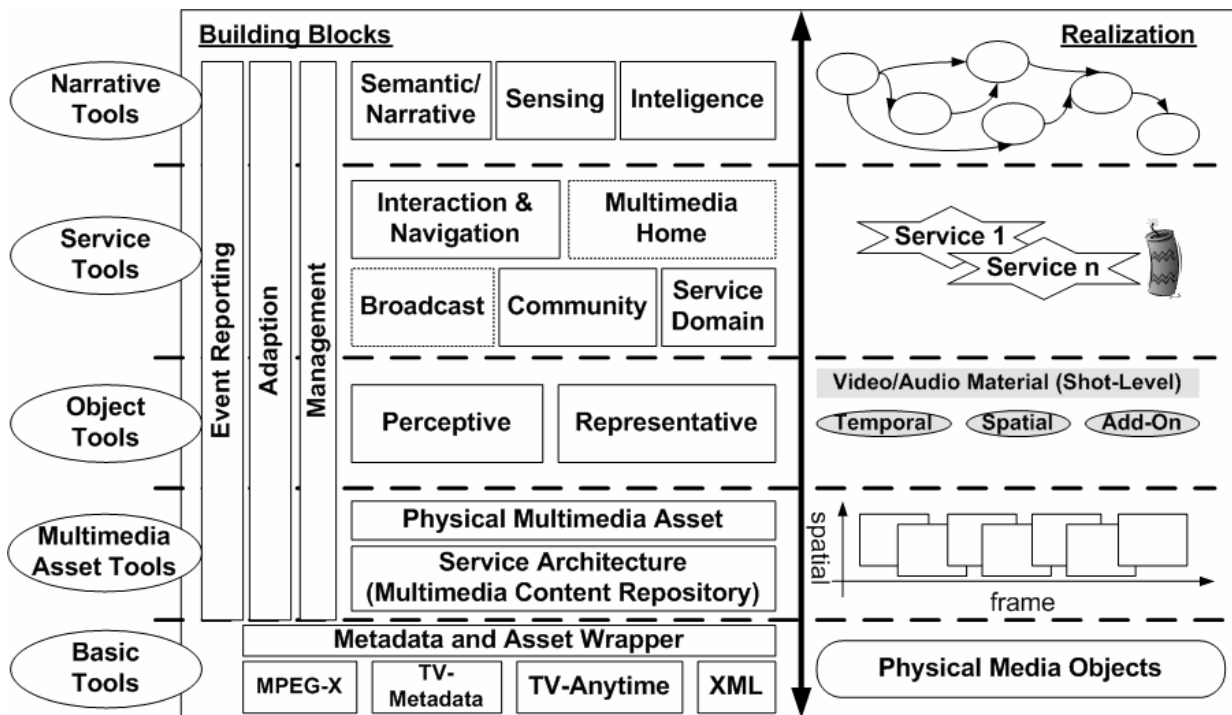 Building Blocks
Realization
Narrative
Tools
Semantic/
Narrative
Sensing
Inteligence
Service
Tools
Interaction &
Navigation
Multimedia
Home
Broadcast
Community
Service
Domain
Service 1
Service n
Event Reporting
Adaption
Management
Object
Tools
Perceptive
Representative
Video/Audio Material (Shot-Level)
Temporal
Spatial
Add-On
Multimedia
Asset Tools
Physical Multimedia Asset
Service Architecture
(Multimedia Content Repository)
spatial
frame
Basic
Tools
Metadata and Asset Wrapper
MPEG-X
TV-
Metadata
TV-Anytime
XML
Physical Media Objects